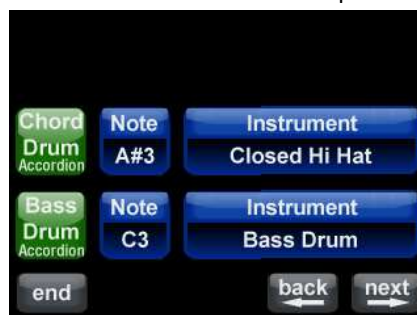 Chord Note Instrument
Drum A#3 Closed Hi Hat
Accordion
Bass Note Instrument
Drum C3 Bass Drum
Accordion
end back next